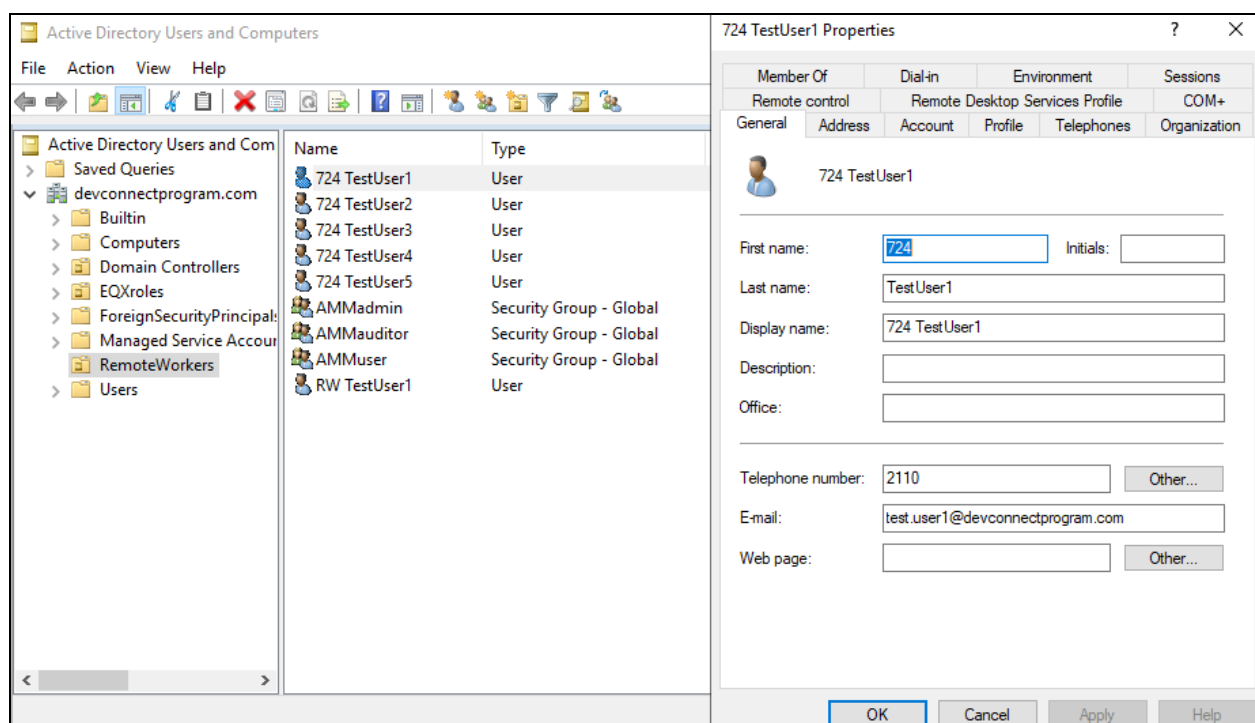 Active Directory Users and Computers
File Action View Help
Active Directory Users and Com
Saved Queries
devconnectprogram.com
Builtin
Computers
Domain Controllers
EQXroles
ForeignSecurityPrincipals
Managed Service Accour
RemoteWorkers
Users
Name Type
724 TestUser1 User
724 TestUser2 User
724 TestUser3 User
724 TestUser4 User
724 TestUser5 User
AMMadmin Security Group - Global
AMMauditor Security Group - Global
AMMuser Security Group - Global
RW TestUser1 User
724 TestUser1 Properties ? X
Member Of Dial-in Environment Sessions
Remote control Remote Desktop Services Profile COM+
General Address Account Profile Telephones Organization
724 TestUser1
First name: 724 Initials:
Last name: TestUser1
Display name: 724 TestUser1
Description:
Office:
Telephone number: 2110 Other...
E-mail: test.user1@devconnectprogram.com
Web page: Other...
OK Cancel Apply Help